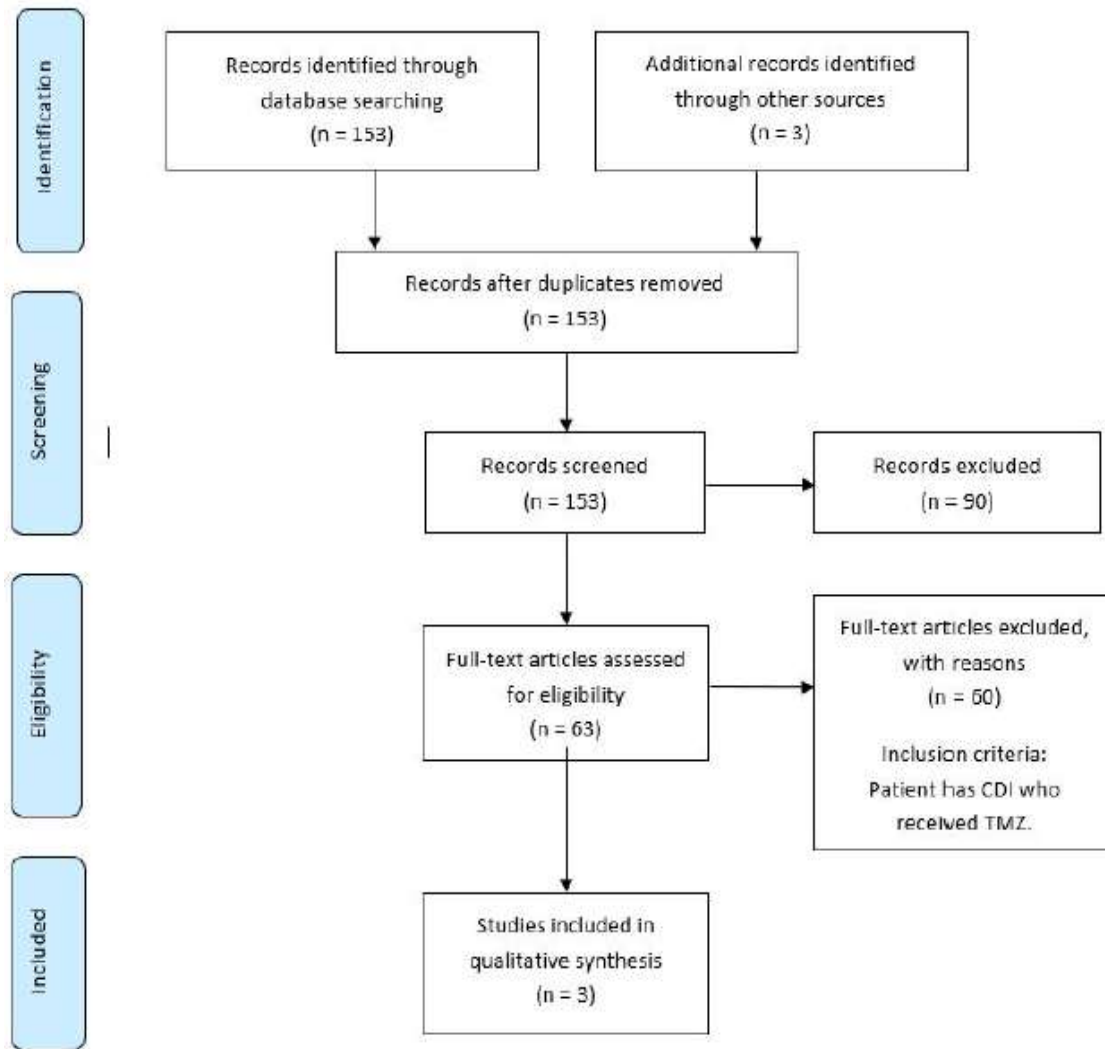 Identification
Records identified through
database searching
(n = 153)
Additional records identified
through other sources
(n = 3)
Records after duplicates removed
(n = 153)
Screening
Records screened
(n = 153)
Records excluded
(n = 90)
Eligibility
Full-text articles assessed
for eligibility
(n = 63)
Full-text articles excluded,
with reasons
(n = 60)
Inclusion criteria:
Patient has CDI who
received TMZ.
Included
Studies included in
qualitative synthesis
(n = 3)